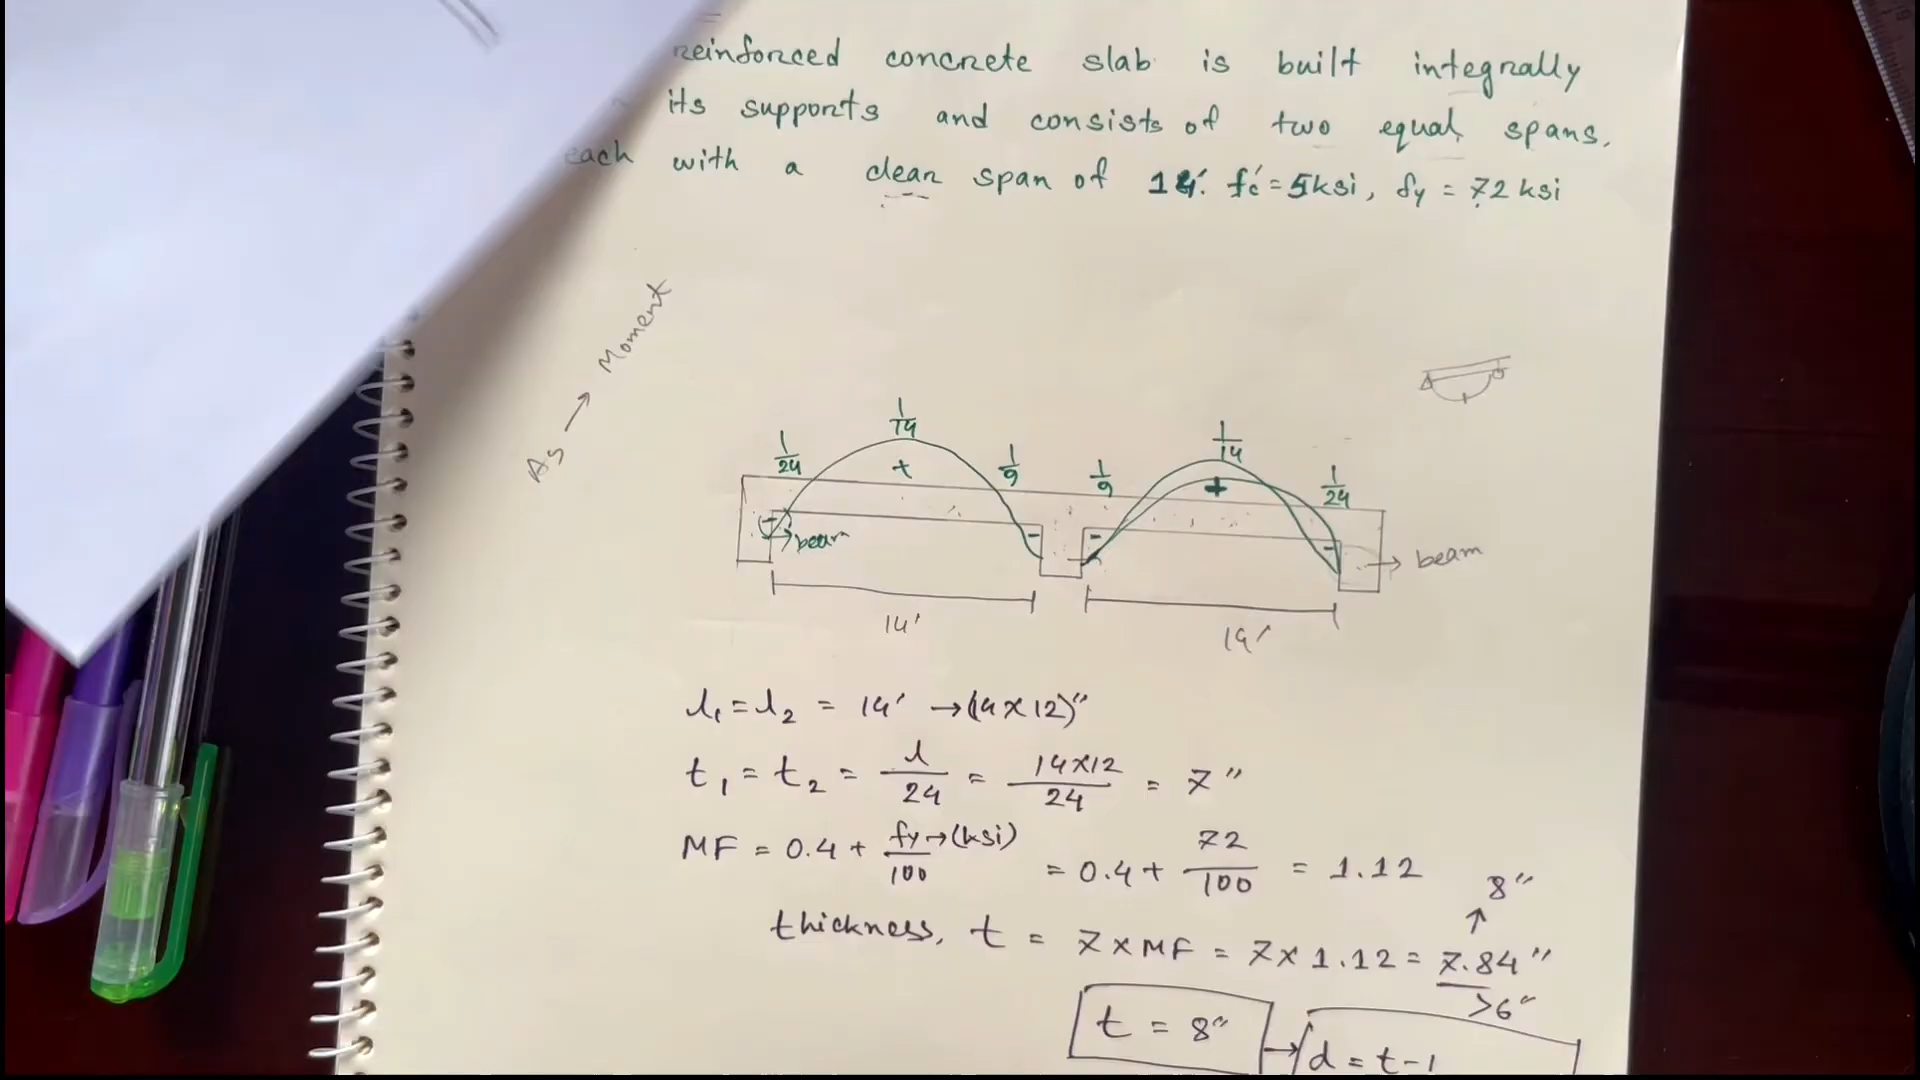 reinforced concrete slab is built integrally
its supports and consists of two equal spans,
each with a clear span of 14'. fc' = 5ksi, fy = 72 ksi
As → Moment
1/24 1/14 1/9 1/9 1/14 1/24
+ +
- - - -
→ beam → beam
14' 14'
l₁ = l₂ = 14' → (14 x 12)"
t₁ = t₂ = l/24 = 14x12/24 = 7"
MF = 0.4 + fy→(ksi)/100 = 0.4 + 72/100 = 1.12
8"
↑
thickness, t = 7 x MF = 7 x 1.12 = 7.84"
>6"
t = 8" → d = t-1